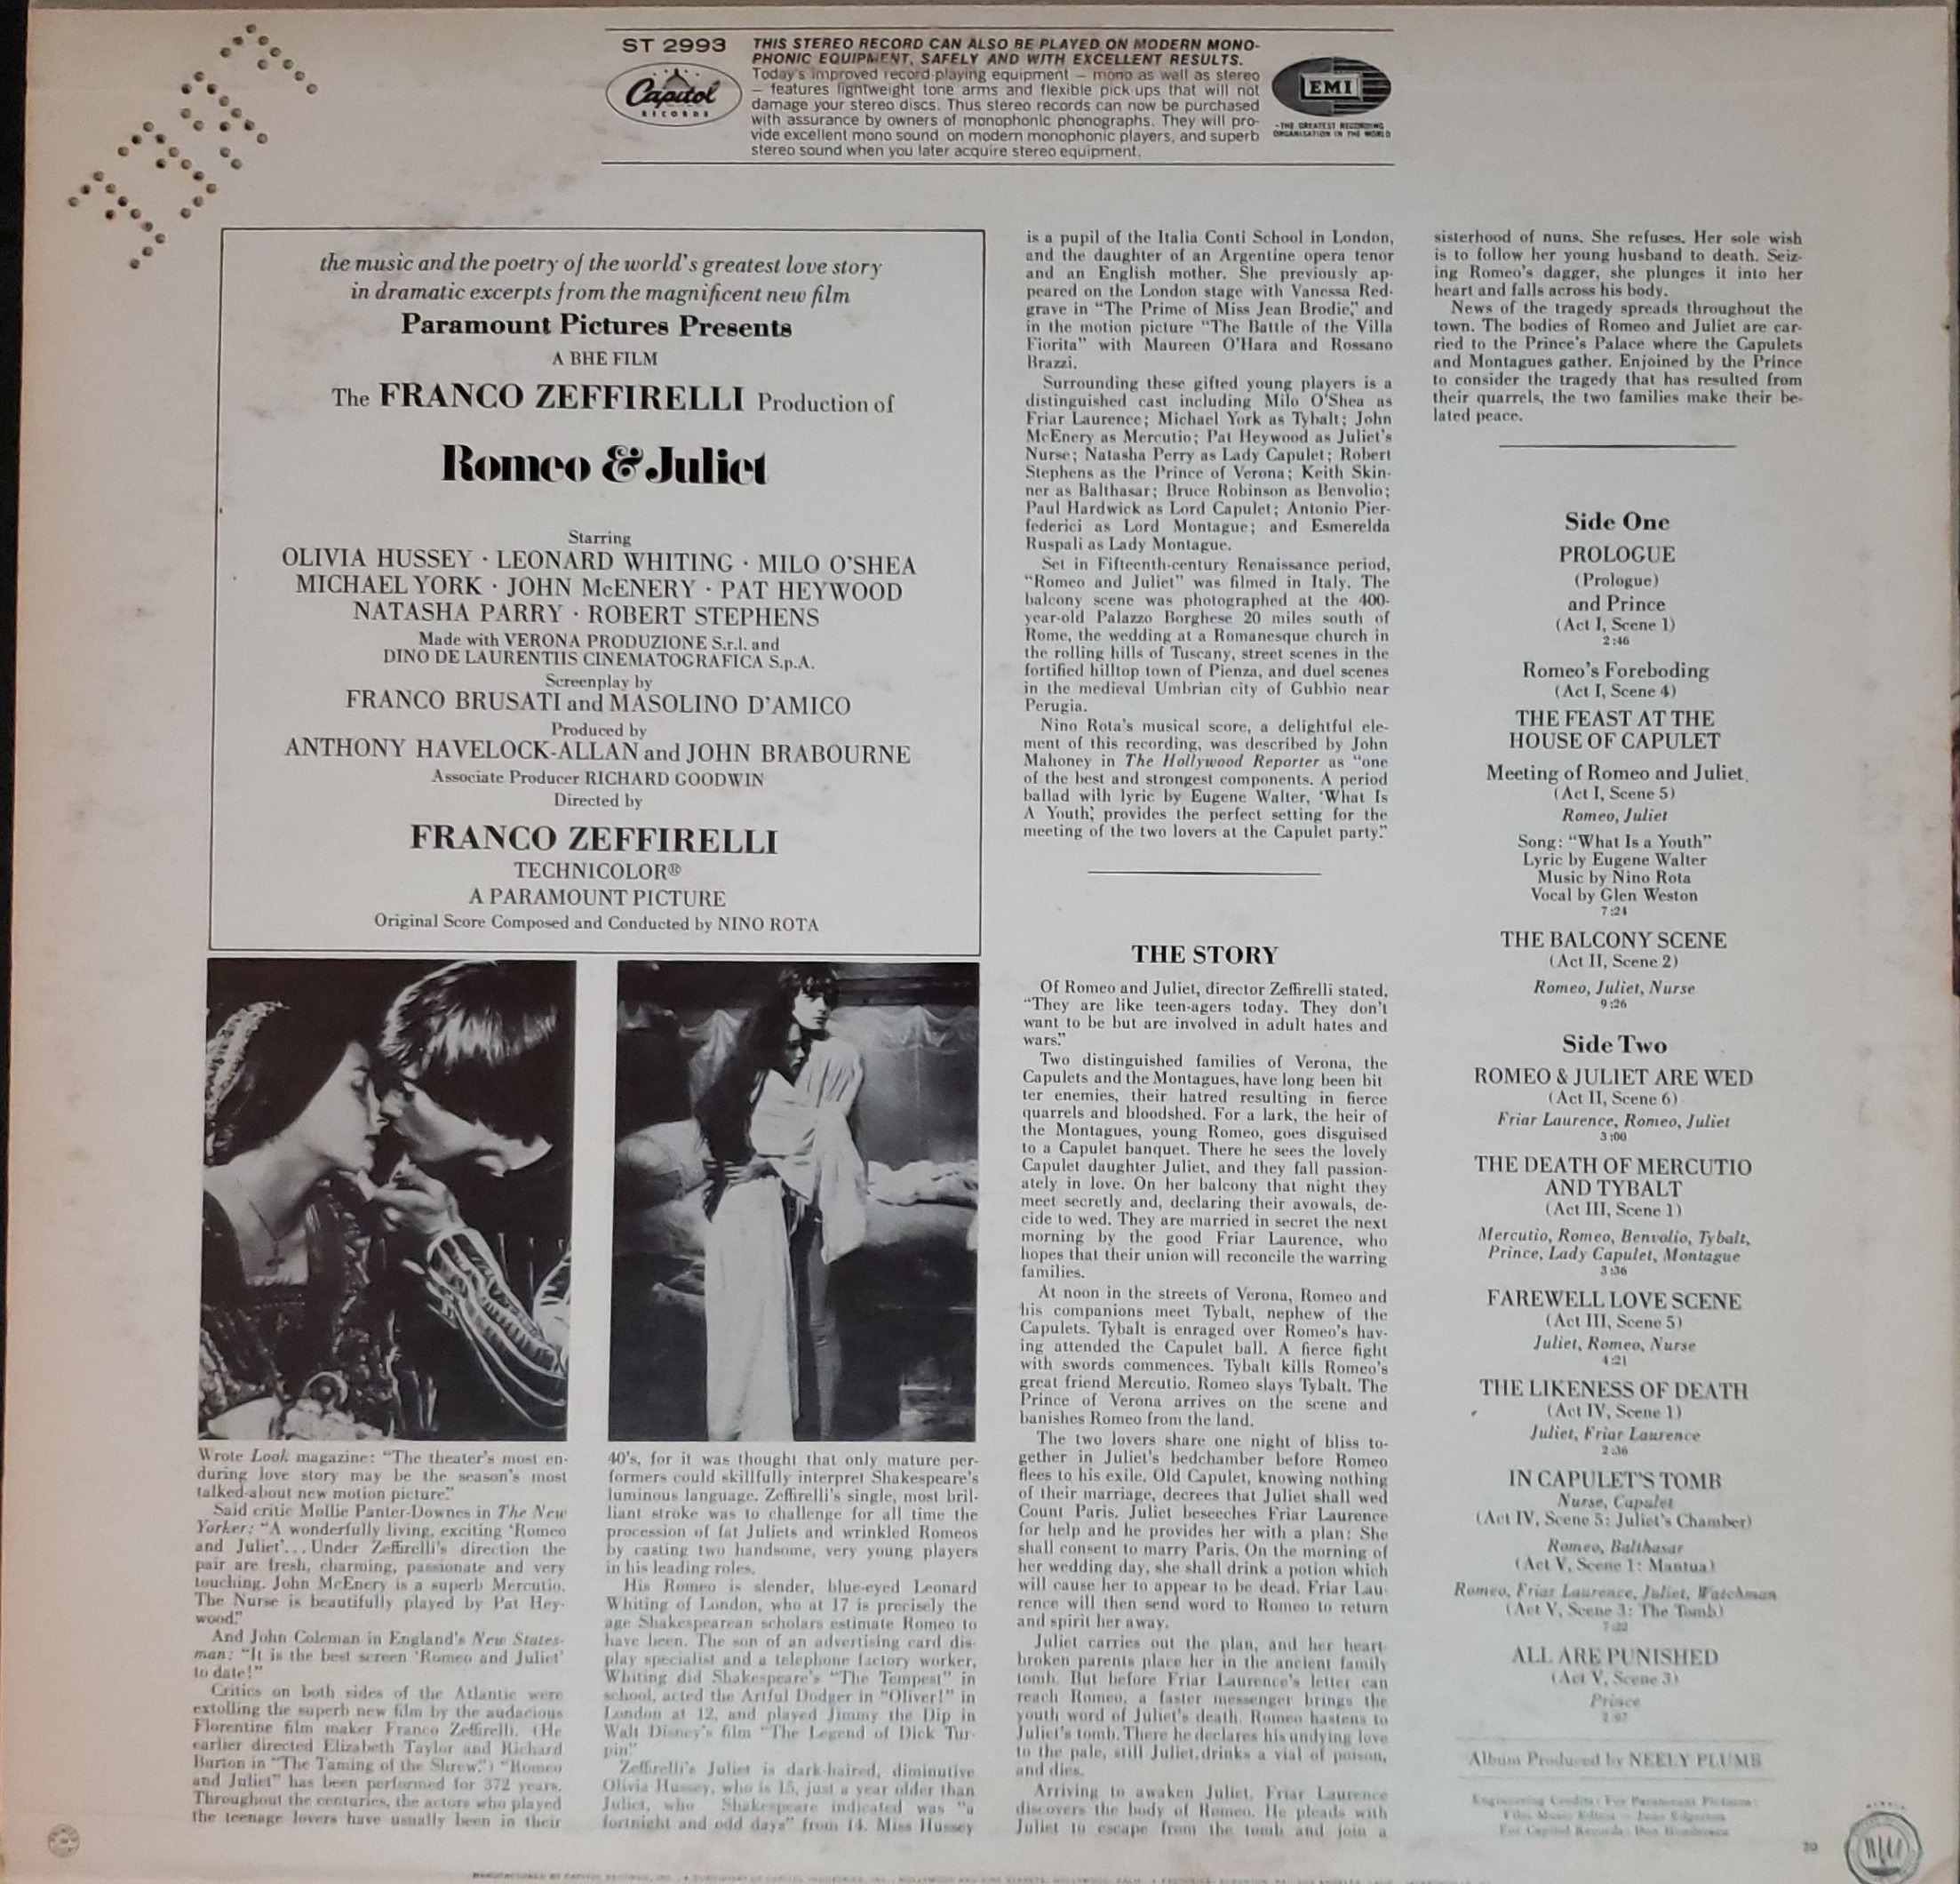 ST 2993
Capitol
RECORDS
THIS STEREO RECORD CAN ALSO BE PLAYED ON MODERN MONO-
PHONIC EQUIPMENT, SAFELY AND WITH EXCELLENT RESULTS.
Today's improved record-playing equipment — mono as well as stereo
— features lightweight tone arms and flexible pick-ups that will not
damage your stereo discs. Thus stereo records can now be purchased
with assurance by owners of monophonic phonographs. They will pro-
vide excellent mono sound on modern monophonic players, and superb
stereo sound when you later acquire stereo equipment.
EMI
-THE GREATEST RECORDING
ORGANISATION IN THE WORLD
the music and the poetry of the world's greatest love story
in dramatic excerpts from the magnificent new film
Paramount Pictures Presents
A BHE FILM
The FRANCO ZEFFIRELLI Production of
Romeo & Juliet
Starring
OLIVIA HUSSEY · LEONARD WHITING · MILO O'SHEA
MICHAEL YORK · JOHN McENERY · PAT HEYWOOD
NATASHA PARRY · ROBERT STEPHENS
Made with VERONA PRODUZIONE S.r.l. and
DINO DE LAURENTIIS CINEMATOGRAFICA S.p.A.
Screenplay by
FRANCO BRUSATI and MASOLINO D'AMICO
Produced by
ANTHONY HAVELOCK-ALLAN and JOHN BRABOURNE
Associate Producer RICHARD GOODWIN
Directed by
FRANCO ZEFFIRELLI
TECHNICOLOR®
A PARAMOUNT PICTURE
Original Score Composed and Conducted by NINO ROTA
Wrote Look magazine: "The theater's most en-
during love story may be the season's most
talked-about new motion picture."
Said critic Mollie Panter-Downes in The New
Yorker: "A wonderfully living, exciting 'Romeo
and Juliet'... Under Zeffirelli's direction the
pair are fresh, charming, passionate and very
touching. John McEnery is a superb Mercutio.
The Nurse is beautifully played by Pat Hey-
wood."
And John Coleman in England's New States-
man: "It is the best screen 'Romeo and Juliet'
to date!"
Critics on both sides of the Atlantic were
extolling the superb new film by the audacious
Florentine film maker Franco Zeffirelli. (He
earlier directed Elizabeth Taylor and Richard
Burton in "The Taming of the Shrew.") "Romeo
and Juliet" has been performed for 372 years.
Throughout the centuries, the actors who played
the teenage lovers have usually been in their
40's, for it was thought that only mature per-
formers could skillfully interpret Shakespeare's
luminous language. Zeffirelli's single, most bril-
liant stroke was to challenge for all time the
procession of fat Juliets and wrinkled Romeos
by casting two handsome, very young players
in his leading roles.
His Romeo is slender, blue-eyed Leonard
Whiting of London, who at 17 is precisely the
age Shakespearean scholars estimate Romeo to
have been. The son of an advertising card dis-
play specialist and a telephone factory worker,
Whiting did Shakespeare's "The Tempest" in
school, acted the Artful Dodger in "Oliver!" in
London at 12, and played Jimmy the Dip in
Walt Disney's film "The Legend of Dick Tur-
pin"
Zeffirelli's Juliet is dark-haired, diminutive
Olivia Hussey, who is 15, just a year older than
Juliet, who Shakespeare indicated was "a
fortnight and odd days" from 14. Miss Hussey
is a pupil of the Italia Conti School in London,
and the daughter of an Argentine opera tenor
and an English mother. She previously ap-
peared on the London stage with Vanessa Red-
grave in "The Prime of Miss Jean Brodie," and
in the motion picture "The Battle of the Villa
Fiorita" with Maureen O'Hara and Rossano
Brazzi.
Surrounding these gifted young players is a
distinguished cast including Milo O'Shea as
Friar Laurence; Michael York as Tybalt; John
McEnery as Mercutio; Pat Heywood as Juliet's
Nurse; Natasha Perry as Lady Capulet; Robert
Stephens as the Prince of Verona; Keith Skin-
ner as Balthasar; Bruce Robinson as Benvolio;
Paul Hardwick as Lord Capulet; Antonio Pier-
federici as Lord Montague; and Esmerelda
Ruspali as Lady Montague.
Set in Fifteenth-century Renaissance period,
"Romeo and Juliet" was filmed in Italy. The
balcony scene was photographed at the 400-
year-old Palazzo Borghese 20 miles south of
Rome, the wedding at a Romanesque church in
the rolling hills of Tuscany, street scenes in the
fortified hilltop town of Pienza, and duel scenes
in the medieval Umbrian city of Gubbio near
Perugia.
Nino Rota's musical score, a delightful ele-
ment of this recording, was described by John
Mahoney in The Hollywood Reporter as "one
of the best and strongest components. A period
ballad with lyric by Eugene Walter, 'What Is
A Youth,' provides the perfect setting for the
meeting of the two lovers at the Capulet party."
THE STORY
Of Romeo and Juliet, director Zeffirelli stated,
"They are like teen-agers today. They don't
want to be but are involved in adult hates and
wars."
Two distinguished families of Verona, the
Capulets and the Montagues, have long been bit
ter enemies, their hatred resulting in fierce
quarrels and bloodshed. For a lark, the heir of
the Montagues, young Romeo, goes disguised
to a Capulet banquet. There he sees the lovely
Capulet daughter Juliet, and they fall passion-
ately in love. On her balcony that night they
meet secretly and, declaring their avowals, de-
cide to wed. They are married in secret the next
morning by the good Friar Laurence, who
hopes that their union will reconcile the warring
families.
At noon in the streets of Verona, Romeo and
his companions meet Tybalt, nephew of the
Capulets. Tybalt is enraged over Romeo's hav-
ing attended the Capulet ball. A fierce fight
with swords commences. Tybalt kills Romeo's
great friend Mercutio. Romeo slays Tybalt. The
Prince of Verona arrives on the scene and
banishes Romeo from the land.
The two lovers share one night of bliss to-
gether in Juliet's bedchamber before Romeo
flees to his exile. Old Capulet, knowing nothing
of their marriage, decrees that Juliet shall wed
Count Paris. Juliet beseeches Friar Laurence
for help and he provides her with a plan: She
shall consent to marry Paris. On the morning of
her wedding day, she shall drink a potion which
will cause her to appear to be dead. Friar Lau-
rence will then send word to Romeo to return
and spirit her away.
Juliet carries out the plan, and her heart-
broken parents place her in the ancient family
tomb. But before Friar Laurence's letter can
reach Romeo, a faster messenger brings the
youth word of Juliet's death. Romeo hastens to
Juliet's tomb. There he declares his undying love
to the pale, still Juliet, drinks a vial of poison,
and dies.
Arriving to awaken Juliet, Friar Laurence
discovers the body of Romeo. He pleads with
Juliet to escape from the tomb and join a
sisterhood of nuns. She refuses. Her sole wish
is to follow her young husband to death. Seiz-
ing Romeo's dagger, she plunges it into her
heart and falls across his body.
News of the tragedy spreads throughout the
town. The bodies of Romeo and Juliet are car-
ried to the Prince's Palace where the Capulets
and Montagues gather. Enjoined by the Prince
to consider the tragedy that has resulted from
their quarrels, the two families make their be-
lated peace.
Side One
PROLOGUE
(Prologue)
and Prince
(Act I, Scene 1)
2:46
Romeo's Foreboding
(Act I, Scene 4)
THE FEAST AT THE
HOUSE OF CAPULET
Meeting of Romeo and Juliet
(Act I, Scene 5)
Romeo, Juliet
Song: "What Is a Youth"
Lyric by Eugene Walter
Music by Nino Rota
Vocal by Glen Weston
7:24
THE BALCONY SCENE
(Act II, Scene 2)
Romeo, Juliet, Nurse
9:26
Side Two
ROMEO & JULIET ARE WED
(Act II, Scene 6)
Friar Laurence, Romeo, Juliet
3:00
THE DEATH OF MERCUTIO
AND TYBALT
(Act III, Scene 1)
Mercutio, Romeo, Benvolio, Tybalt,
Prince, Lady Capulet, Montague
3:36
FAREWELL LOVE SCENE
(Act III, Scene 5)
Juliet, Romeo, Nurse
4:21
THE LIKENESS OF DEATH
(Act IV, Scene 1)
Juliet, Friar Laurence
2:36
IN CAPULET'S TOMB
Nurse, Capulet
(Act IV, Scene 5: Juliet's Chamber)
Romeo, Balthasar
(Act V, Scene 1: Mantua)
Romeo, Friar Laurence, Juliet, Watchman
(Act V, Scene 3: The Tomb)
7:22
ALL ARE PUNISHED
(Act V, Scene 3)
Prince
Album Produced by NEELY PLUMB
Engineering Credits: For Paramount Pictures:
For Capitol Records: Don Henderson
20